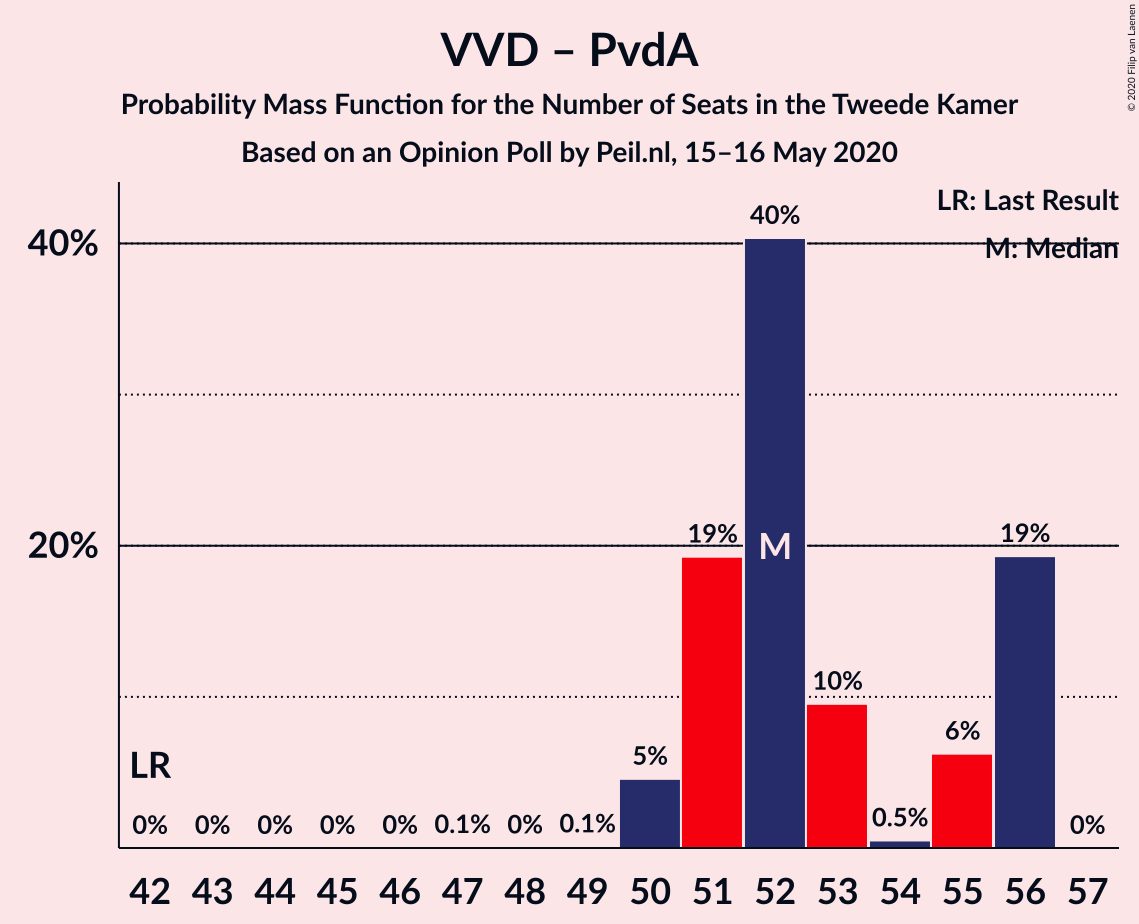 VVD – PvdA
Probability Mass Function for the Number of Seats in the Tweede Kamer
Based on an Opinion Poll by Peil.nl, 15–16 May 2020
© 2020 Filip van Laenen
LR: Last Result
M: Median
40%
20%
40%
19%
M
19%
10%
6%
5%
LR
0% 0% 0% 0% 0% 0.1% 0% 0.1% 0.5% 0%
42 43 44 45 46 47 48 49 50 51 52 53 54 55 56 57